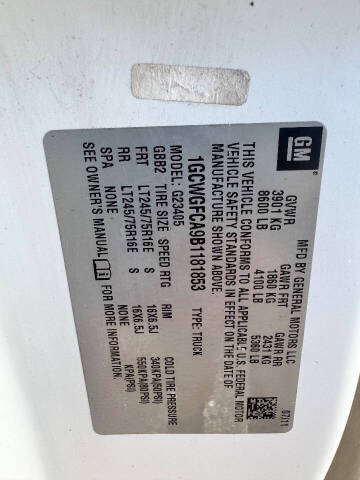 GM
MFD BY GENERAL MOTORS LLC 07/11
GVWR GAWR FRT GAWR RR
3901 KG 1860 KG 2431 KG
8600 LB 4100 LB 5360 LB
THIS VEHICLE CONFORMS TO ALL APPLICABLE U.S. FEDERAL MOTOR
VEHICLE SAFETY STANDARDS IN EFFECT ON THE DATE OF
MANUFACTURE SHOWN ABOVE.
1GCWGFCA9B1181853 TYPE: TRUCK
MODEL: G23405
GBB2 TIRE SIZE SPEED RTG RIM COLD TIRE PRESSURE
FRT LT245/75R16E S 16X6.5J 340KPA(50PSI)
RR LT245/75R16E S 16X6.5J 550KPA(80PSI)
SPA NONE NONE KPA(PSI)
SEE OWNER'S MANUAL FOR MORE INFORMATION.